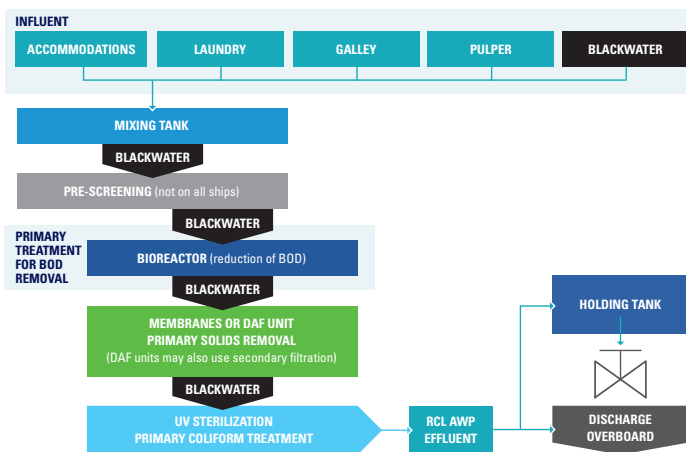 INFLUENT
ACCOMMODATIONS
LAUNDRY
GALLEY
PULPER
BLACKWATER
MIXING TANK
BLACKWATER
PRE-SCREENING (not on all ships)
BLACKWATER
PRIMARY
TREATMENT
FOR BOD
REMOVAL
BIOREACTOR (reduction of BOD)
BLACKWATER
MEMBRANES OR DAF UNIT
PRIMARY SOLIDS REMOVAL
(DAF units may also use secondary filtration)
BLACKWATER
UV STERILIZATION
PRIMARY COLIFORM TREATMENT
RCL AWP
EFFLUENT
HOLDING TANK
DISCHARGE
OVERBOARD